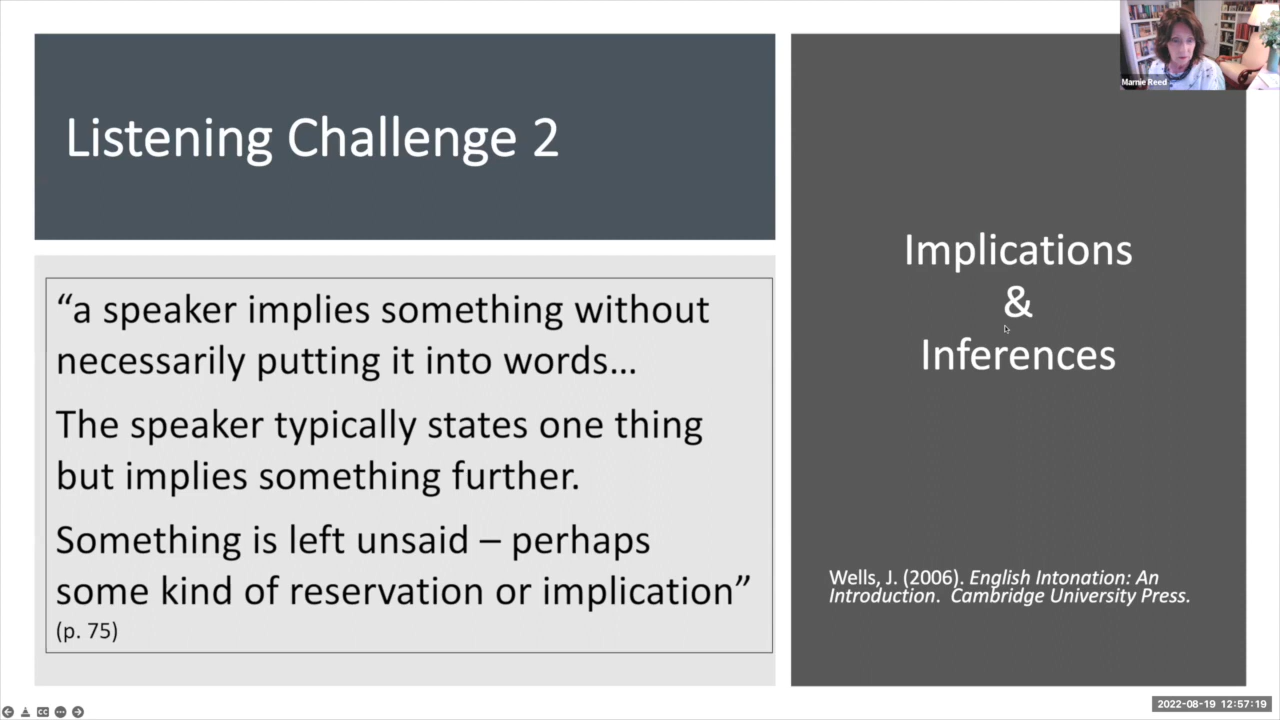 Listening Challenge 2
“a speaker implies something without
necessarily putting it into words…
The speaker typically states one thing
but implies something further.
Something is left unsaid – perhaps
some kind of reservation or implication”
(p. 75)
Implications
&
Inferences
Wells, J. (2006). English Intonation: An
Introduction. Cambridge University Press.
Marnie Reed
CC
2022-08-19 12:57:19